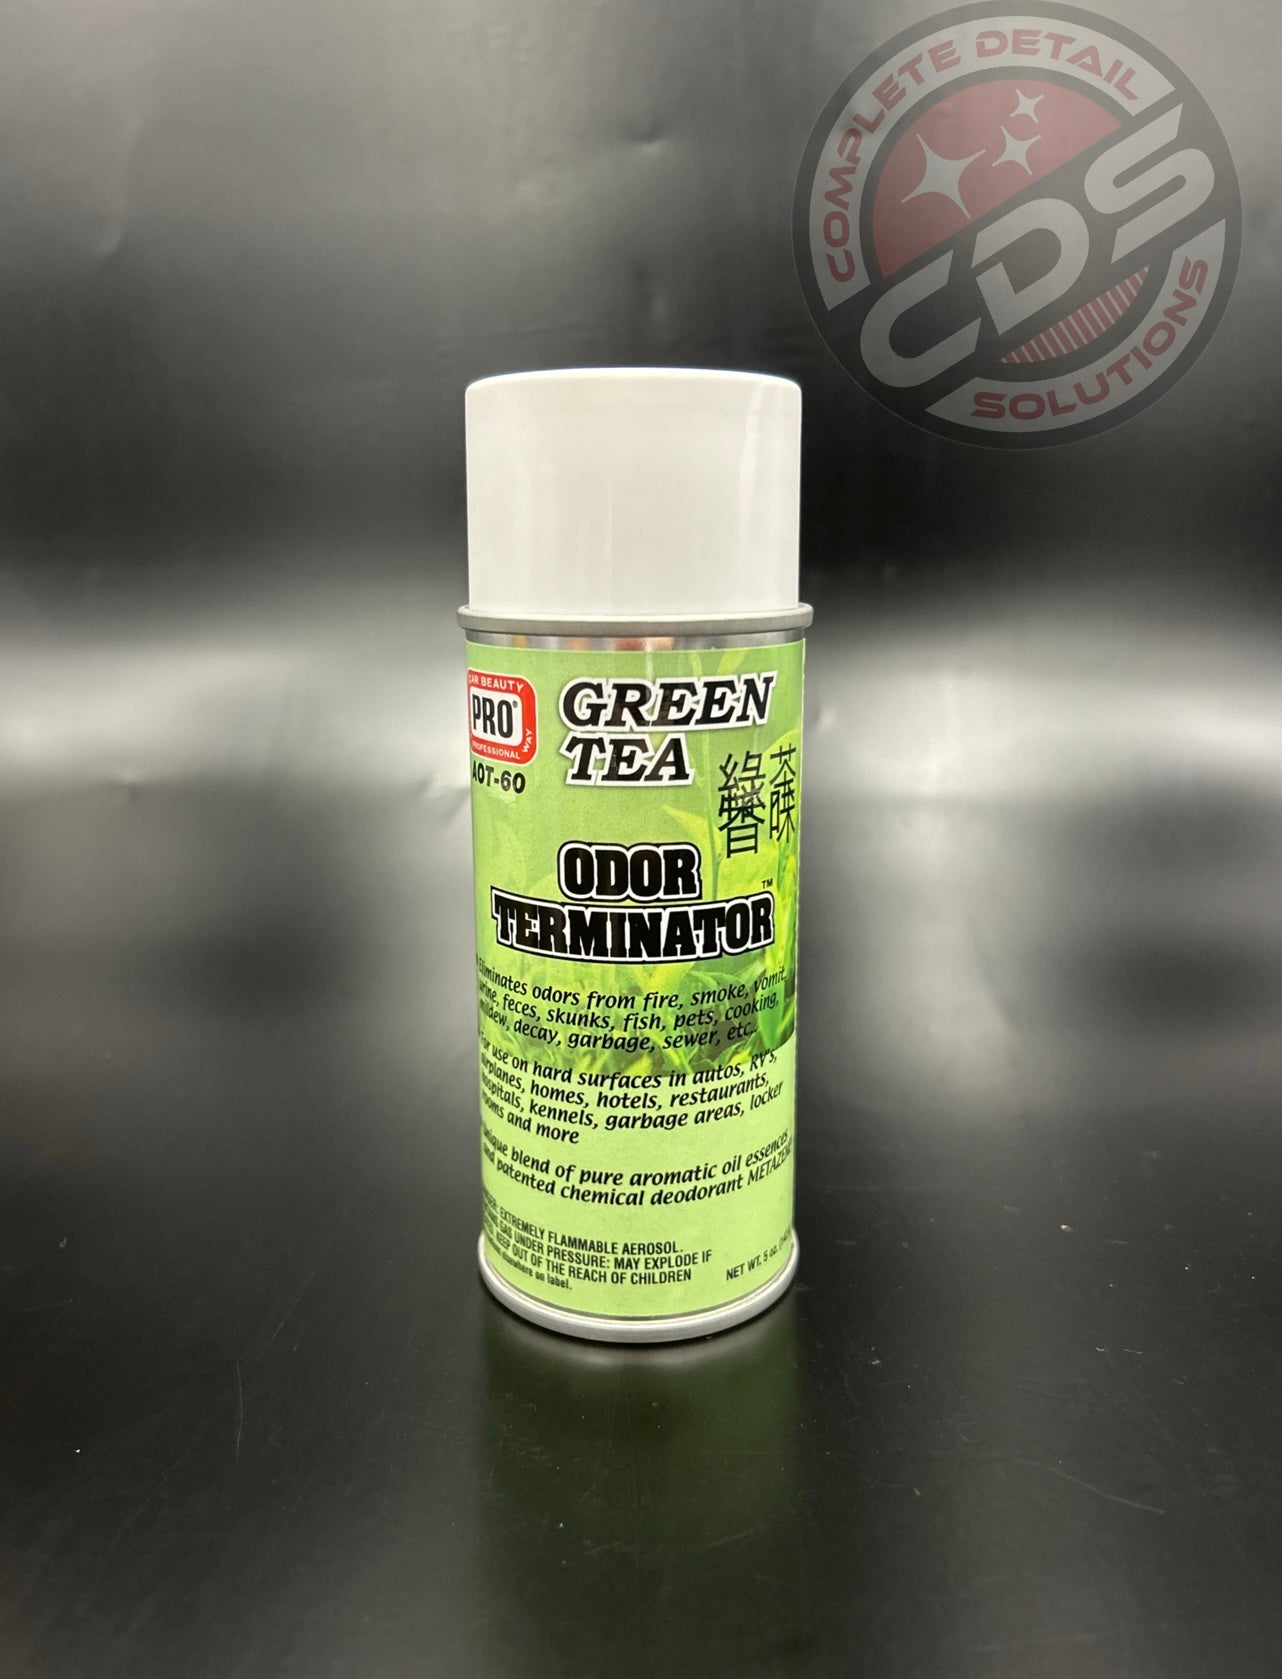 COMPLETE DETAIL
CDS
SOLUTIONS
CAR BEAUTY
PRO®
PROFESSIONAL WAY
AOT-60
GREEN
TEA
ODOR
TERMINATOR™
Eliminates odors from fire, smoke, vomit,
urine, feces, skunks, fish, pets, cooking,
mildew, decay, garbage, sewer, etc..
For use on hard surfaces in autos, RV's,
airplanes, homes, hotels, restaurants,
hospitals, kennels, garbage areas, locker
rooms and more
Unique blend of pure aromatic oil essences
and patented chemical deodorant METAZENE
EXTREMELY FLAMMABLE AEROSOL.
GAS UNDER PRESSURE: MAY EXPLODE IF
KEEP OUT OF THE REACH OF CHILDREN
elsewhere on label.
NET WT. 5 oz.